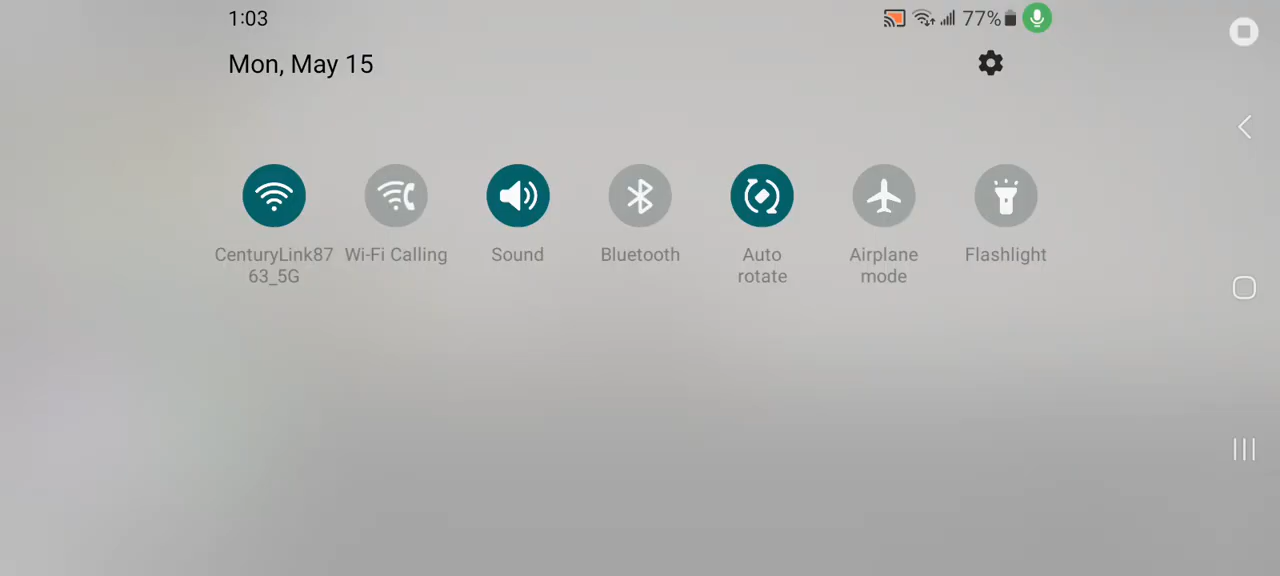 1:03
77%
Mon, May 15
CenturyLink87
63_5G
Wi-Fi Calling
Sound
Bluetooth
Auto
rotate
Airplane
mode
Flashlight